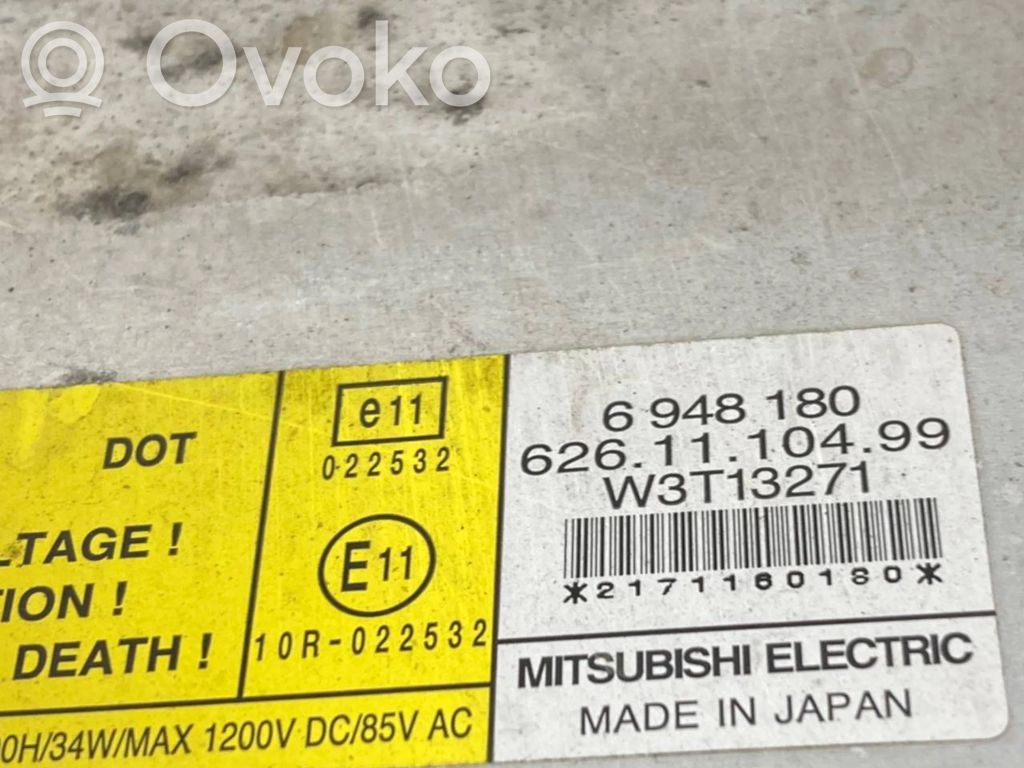 Ovoko
DOT
LTAGE !
TION !
DEATH !
e11
022532
E11
10R-022532
0H/34W/MAX 1200V DC/85V AC
6 948 180
626.11.104.99
W3T13271
*2171160180*
MITSUBISHI ELECTRIC
MADE IN JAPAN